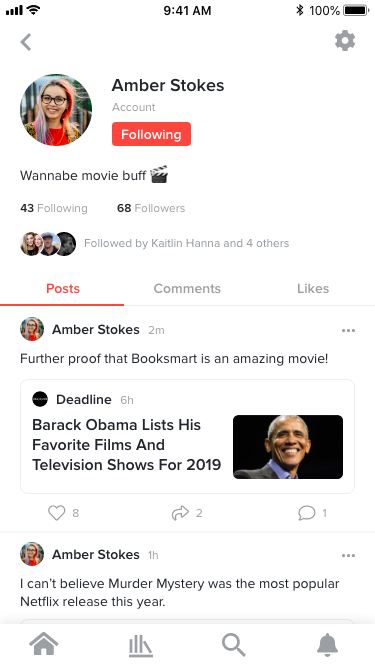 9:41 AM
100%
Amber Stokes
Account
Following
Wannabe movie buff 🎬
43 Following 68 Followers
Followed by Kaitlin Hanna and 4 others
Posts Comments Likes
Amber Stokes 2m
Further proof that Booksmart is an amazing movie!
Deadline 6h
Barack Obama Lists His
Favorite Films And
Television Shows For 2019
8 2 1
Amber Stokes 1h
I can’t believe Murder Mystery was the most popular
Netflix release this year.